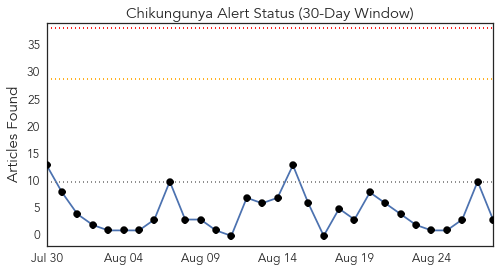 Chikungunya Alert Status (30-Day Window)
Articles Found
35
30
25
20
15
10
5
0
Jul 30 Aug 04 Aug 09 Aug 14 Aug 19 Aug 24